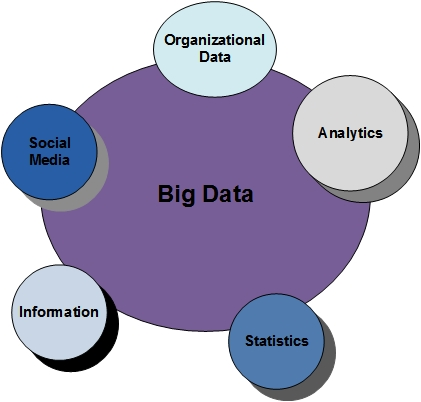 Organizational
Data
Analytics
Social
Media
Big Data
Information
Statistics